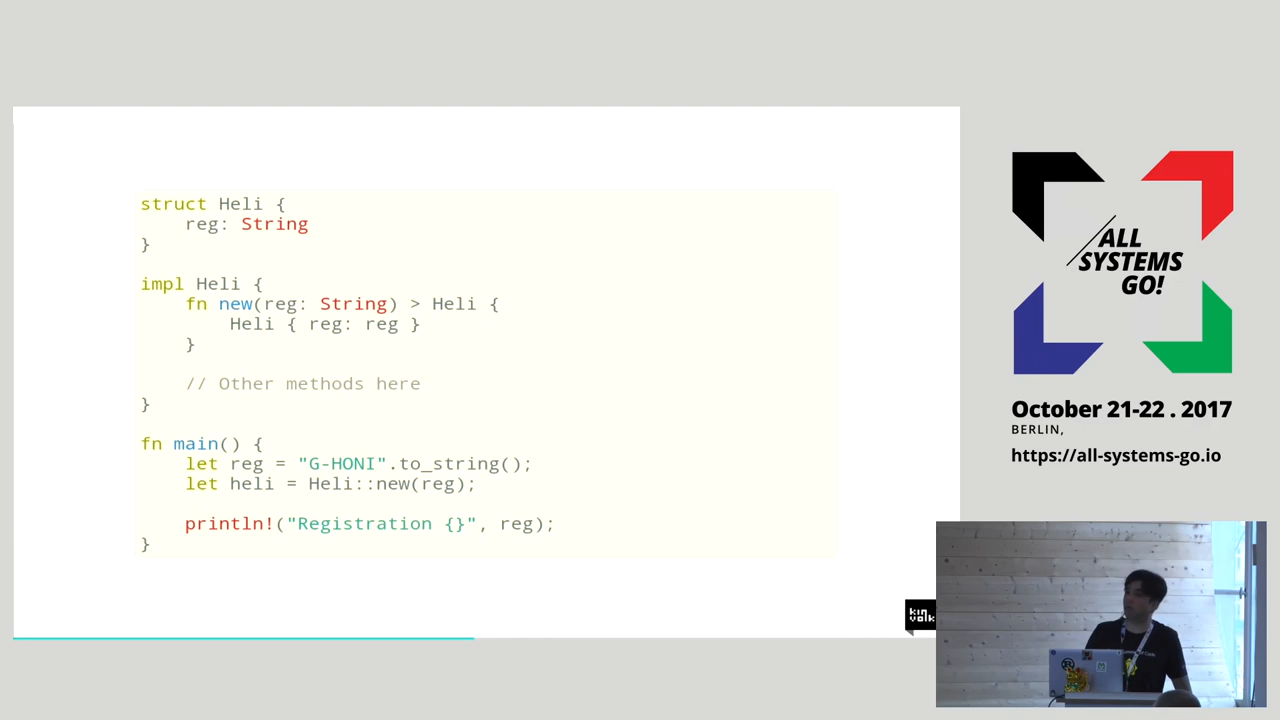 struct Heli {
    reg: String
}
impl Heli {
    fn new(reg: String) > Heli {
        Heli { reg: reg }
    }
    // Other methods here
}
fn main() {
    let reg = "G-HONI".to_string();
    let heli = Heli::new(reg);
    println!("Registration {}", reg);
}
kin
volk
ALL
SYSTEMS
GO!
October 21-22 . 2017
BERLIN,
https://all-systems-go.io